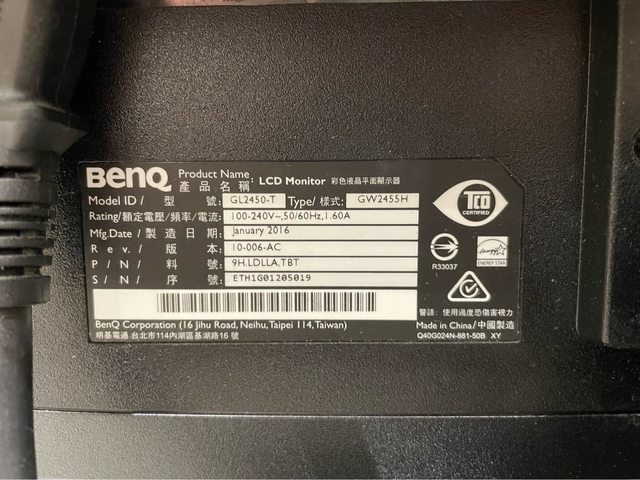 BenQ
Product Name
產品名稱: LCD Monitor 彩色液晶平面顯示器
Model ID / 型號: GL2450-T Type/ 樣式: GW2455H
Rating/額定電壓/頻率/電流: 100-240V~,50/60Hz,1.60A
Mfg.Date / 製造日期: January 2016
Rev. / 版本: 10-006-AC
P/N/ 料號: 9H.LDLLA.TBT
S/N/ 序號: ETH1G01205019
TCO
CERTIFIED
R33037
ENERGY STAR
警語: 使用過度恐傷害視力
BenQ Corporation (16 Jihu Road, Neihu,Taipei 114,Taiwan)
明基電通 台北市114內湖區基湖路16 號
Made in China/中國製造
Q40G024N-881-50B XY